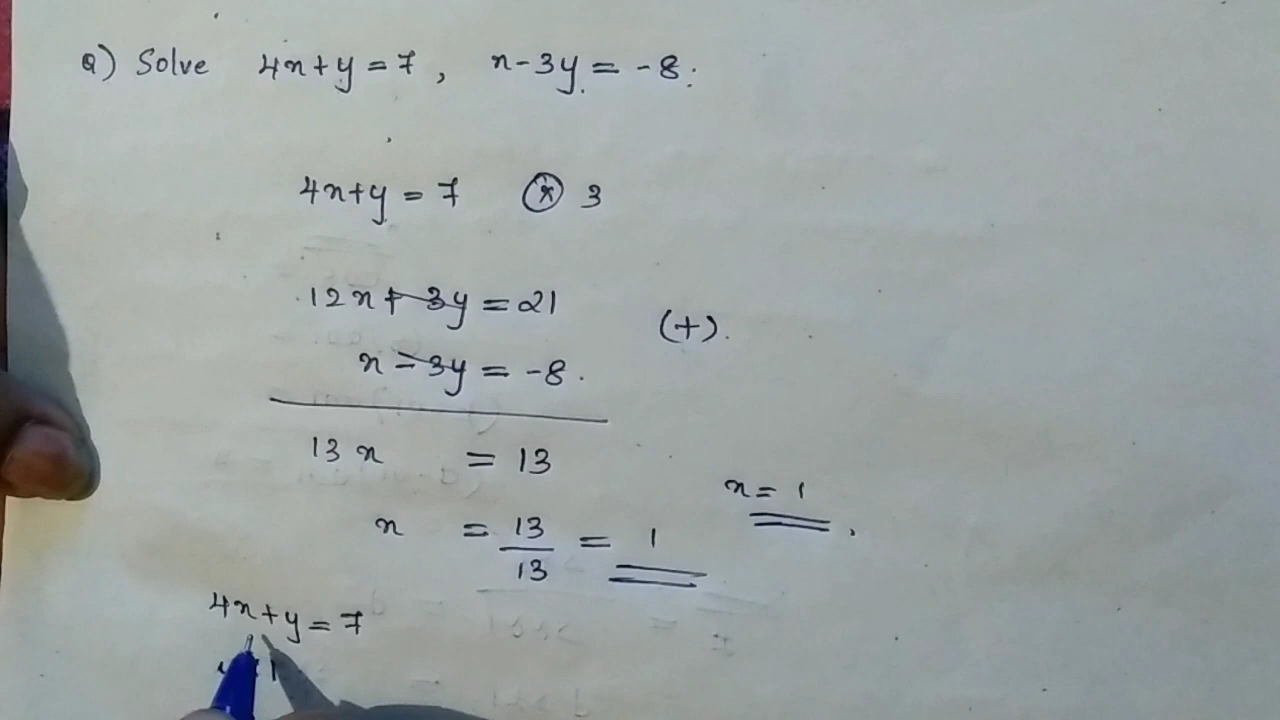 Q) Solve 4x+y=7, x-3y=-8.
4x+y=7 ⊛ 3
12x+3y=21
(+).
x-3y=-8.
13x = 13
x=1
x = 13/13 = 1
4x+y=7